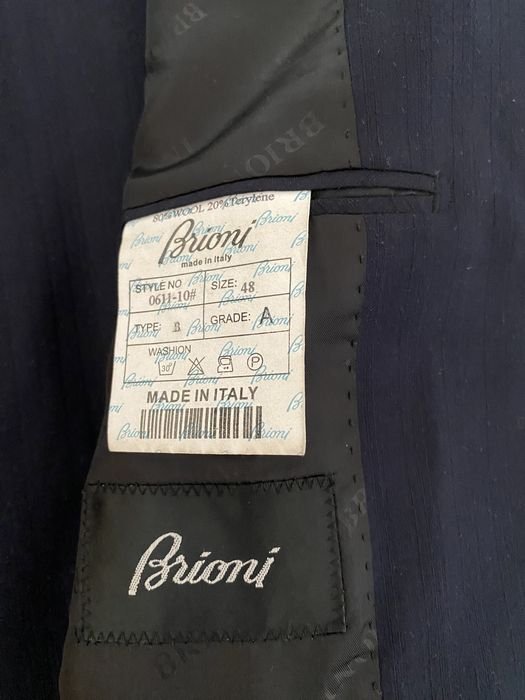 BRIONI
80%WOOL 20%Terylene
Brioni
made in Italy
STYLE NO 0611-10# SIZE: 48
TYPE: B GRADE: A
WASHION
30° P
MADE IN ITALY
Brioni